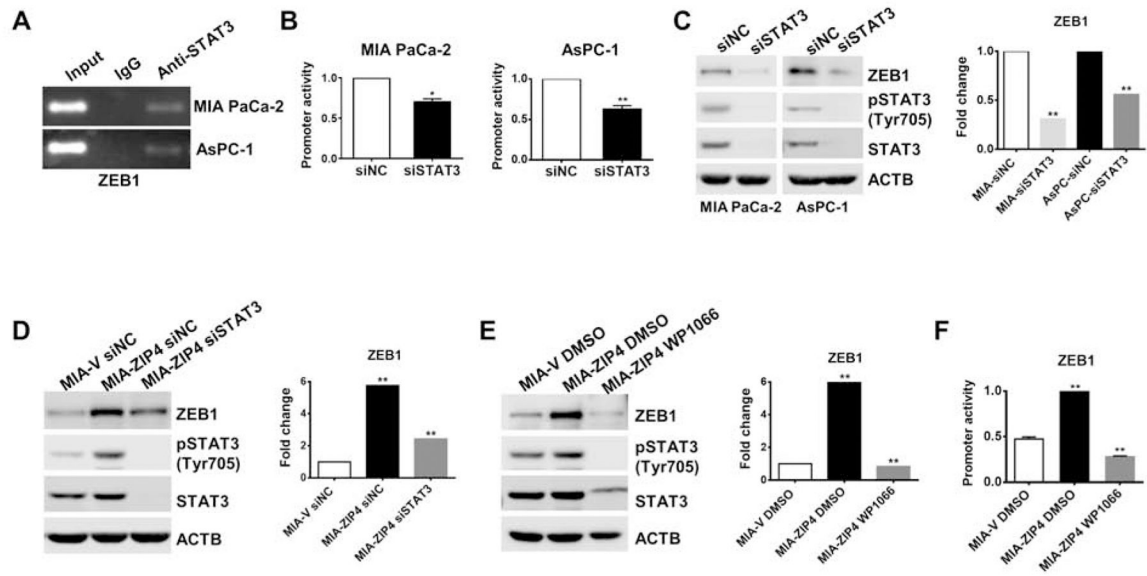 A
Input
IgG
Anti-STAT3
MIA PaCa-2
AsPC-1
ZEB1
B
MIA PaCa-2
Promoter activity
1.0
0.5
0.0
siNC
siSTAT3
*
AsPC-1
Promoter activity
1.0
0.5
0.0
siNC
siSTAT3
**
C
siNC
siSTAT3
siNC
siSTAT3
ZEB1
pSTAT3
(Tyr705)
STAT3
ACTB
MIA PaCa-2
AsPC-1
ZEB1
Fold change
1.0
0.5
0.0
**
**
MIA-siNC
MIA-siSTAT3
AsPC-siNC
AsPC-siSTAT3
D
MIA-V siNC
MIA-ZIP4 siNC
MIA-ZIP4 siSTAT3
ZEB1
pSTAT3
(Tyr705)
STAT3
ACTB
ZEB1
Fold change
6
4
2
0
**
**
MIA-V siNC
MIA-ZIP4 siNC
MIA-ZIP4 siSTAT3
E
MIA-V DMSO
MIA-ZIP4 DMSO
MIA-ZIP4 WP1066
ZEB1
pSTAT3
(Tyr705)
STAT3
ACTB
ZEB1
Fold change
6
4
2
0
**
**
MIA-V DMSO
MIA-ZIP4 DMSO
MIA-ZIP4 WP1066
F
ZEB1
Promoter activity
1.0
0.5
0.0
**
**
MIA-V DMSO
MIA-ZIP4 DMSO
MIA-ZIP4 WP1066